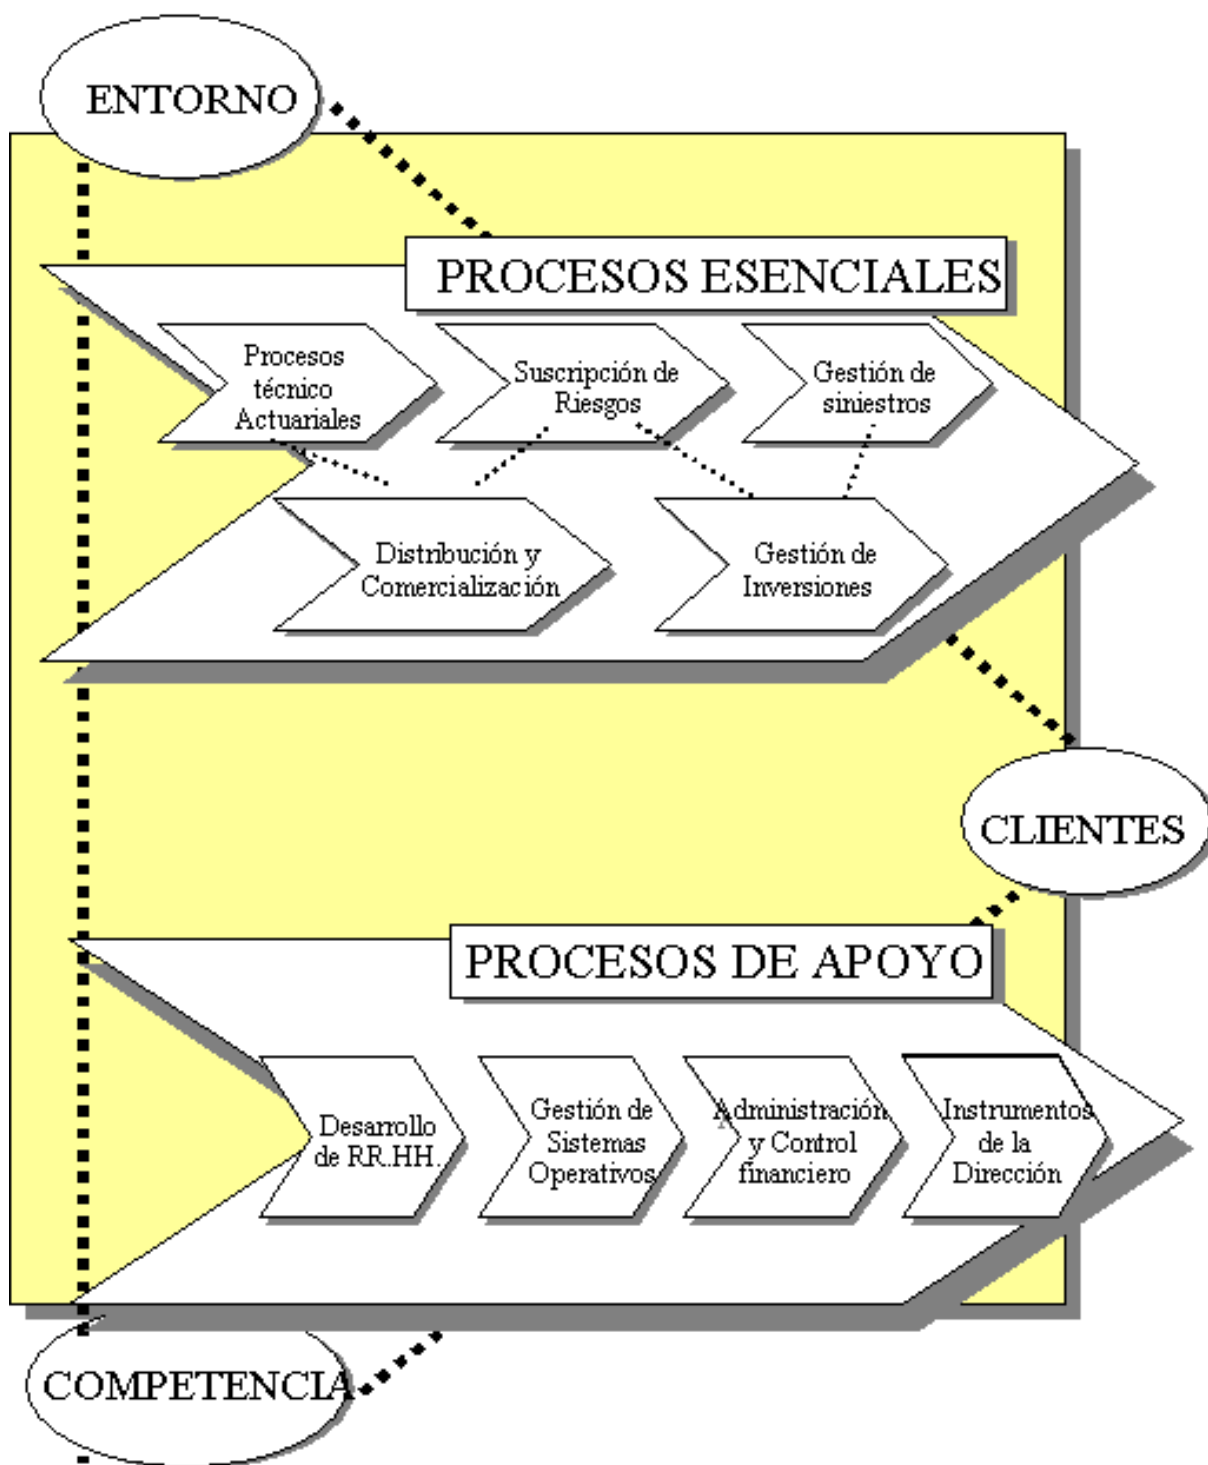 ENTORNO
PROCESOS ESENCIALES
Procesos
técnico
Actuariales
Suscripción de
Riesgos
Gestión de
siniestros
Distribución y
Comercialización
Gestión de
Inversiones
CLIENTES
PROCESOS DE APOYO
Desarrollo
de RR.HH.
Gestión de
Sistemas
Operativos
Administración
y Control
financiero
Instrumentos
de la
Dirección
COMPETENCIA